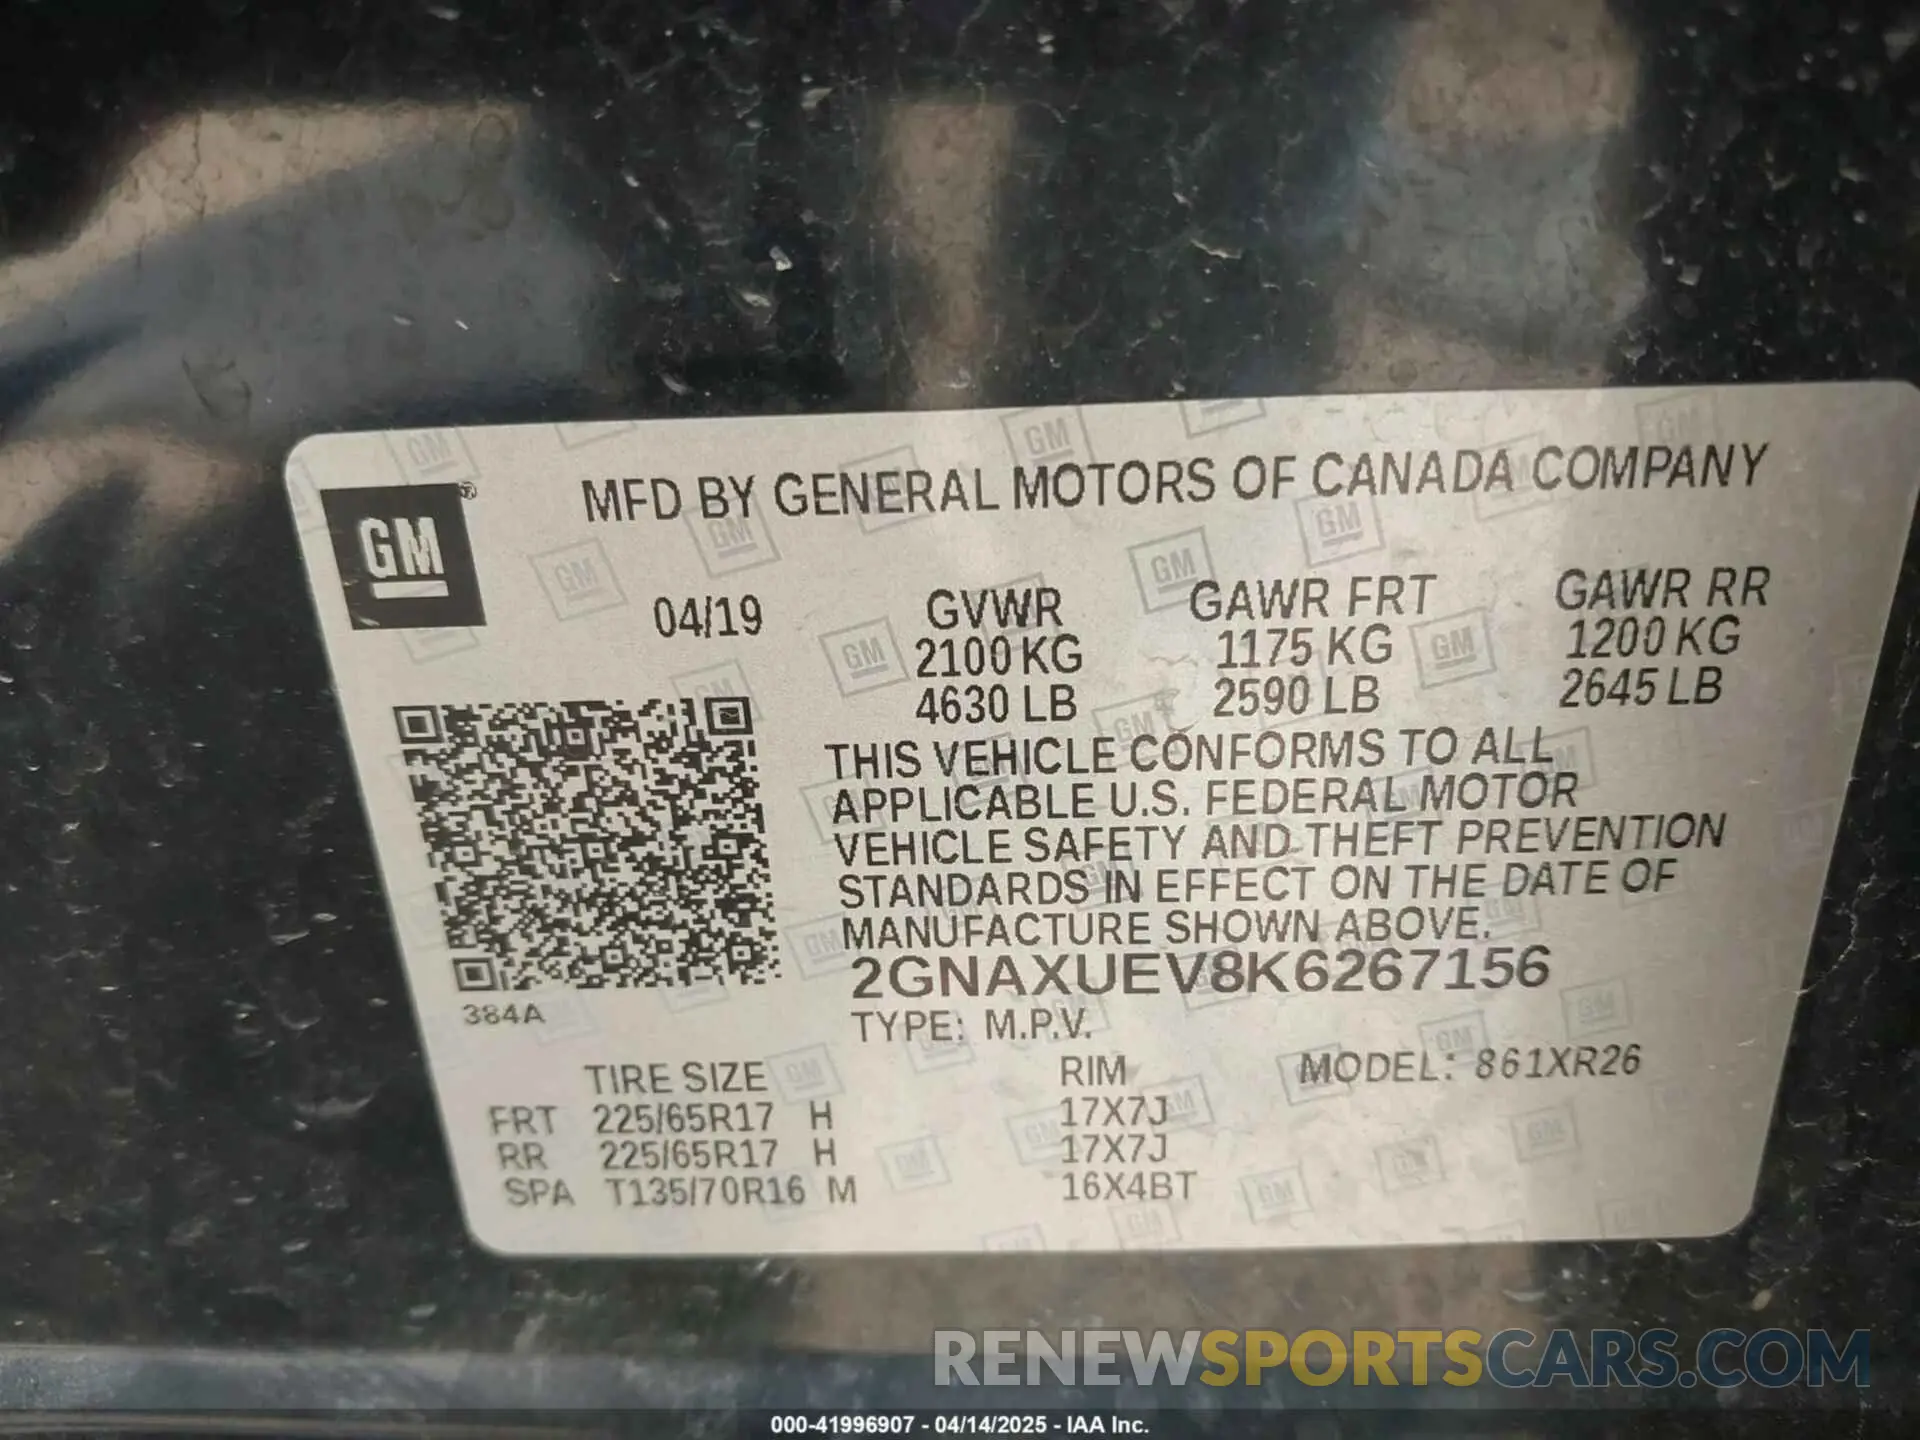 MFD BY GENERAL MOTORS OF CANADA COMPANY
GM®
04/19 GVWR GAWR FRT GAWR RR
2100 KG 1175 KG 1200 KG
4630 LB 2590 LB 2645 LB
THIS VEHICLE CONFORMS TO ALL
APPLICABLE U.S. FEDERAL MOTOR
VEHICLE SAFETY AND THEFT PREVENTION
STANDARDS IN EFFECT ON THE DATE OF
MANUFACTURE SHOWN ABOVE.
2GNAXUEV8K6267156
384A
TYPE: M.P.V.
TIRE SIZE RIM MODEL: 861XR26
FRT 225/65R17 H 17X7J
RR 225/65R17 H 17X7J
SPA T135/70R16 M 16X4BT
RENEWSPORTSCARS.COM
000-41996907 - 04/14/2025 - IAA Inc.